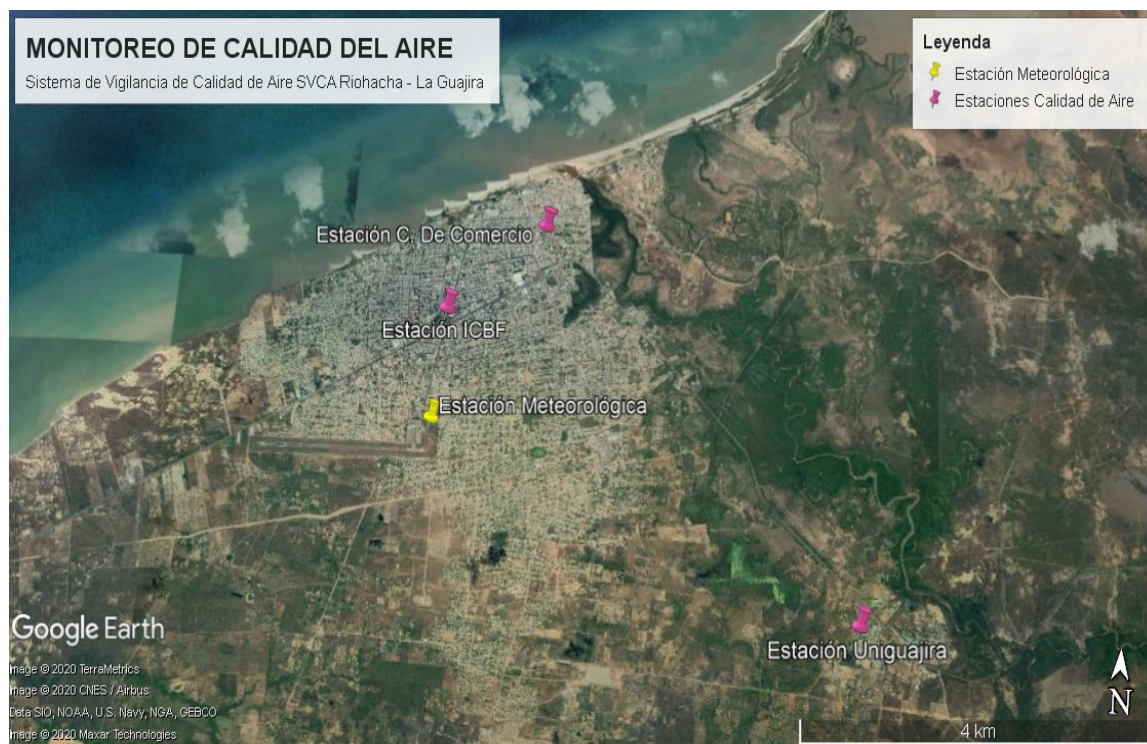 MONITOREO DE CALIDAD DEL AIRE
Sistema de Vigilancia de Calidad de Aire SVCA Riohacha - La Guajira
Leyenda
Estación Meteorológica
Estaciones Calidad de Aire
Estación C. De Comercio
Estación ICBF
Estación Meteorológica
Estación Uniguajira
Google Earth
Image © 2020 TerraMetrics
Image © 2020 CNES / Airbus
Data SIO, NOAA, U.S. Navy, NGA, GEBCO
Image © 2020 Maxar Technologies
N
4 km